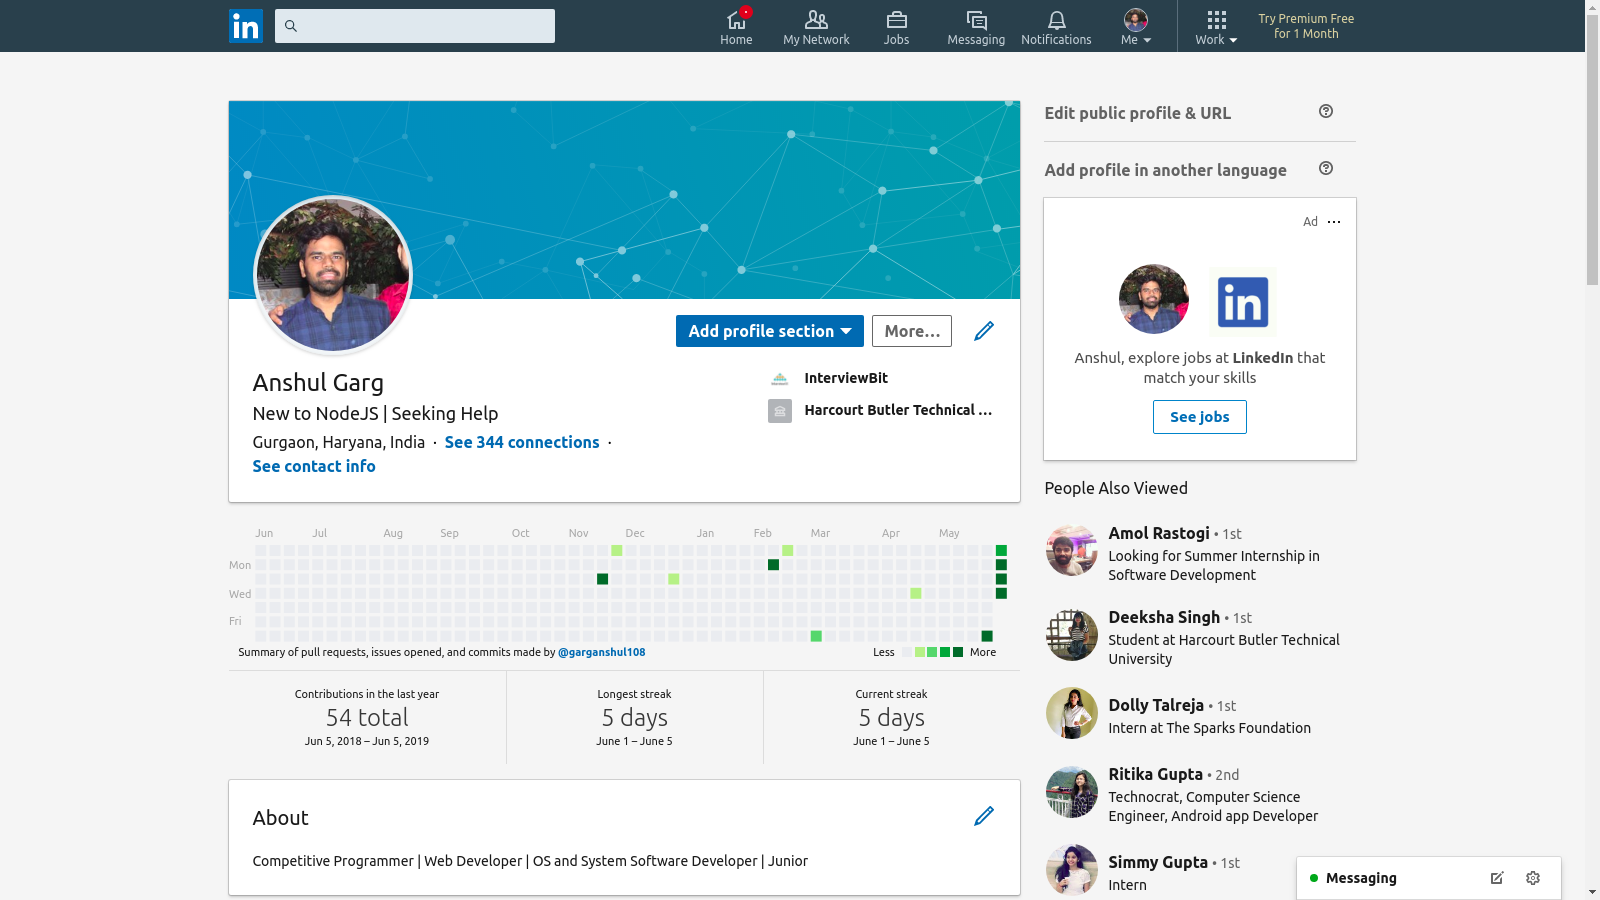 in
Home
My Network
Jobs
Messaging
Notifications
Me
Work
Try Premium Free
for 1 Month
Add profile section
More...
Anshul Garg
New to NodeJS | Seeking Help
Gurgaon, Haryana, India · See 344 connections ·
See contact info
InterviewBit
Harcourt Butler Technical ...
Jun Jul Aug Sep Oct Nov Dec Jan Feb Mar Apr May
Mon
Wed
Fri
Summary of pull requests, issues opened, and commits made by @garganshul108
Less More
Contributions in the last year
54 total
Jun 5, 2018 – Jun 5, 2019
Longest streak
5 days
June 1 – June 5
Current streak
5 days
June 1 – June 5
About
Competitive Programmer | Web Developer | OS and System Software Developer | Junior
Edit public profile & URL
Add profile in another language
Ad
in
Anshul, explore jobs at LinkedIn that
match your skills
See jobs
People Also Viewed
Amol Rastogi • 1st
Looking for Summer Internship in
Software Development
Deeksha Singh • 1st
Student at Harcourt Butler Technical
University
Dolly Talreja • 1st
Intern at The Sparks Foundation
Ritika Gupta • 2nd
Technocrat, Computer Science
Engineer, Android app Developer
Simmy Gupta • 1st
Intern
Messaging